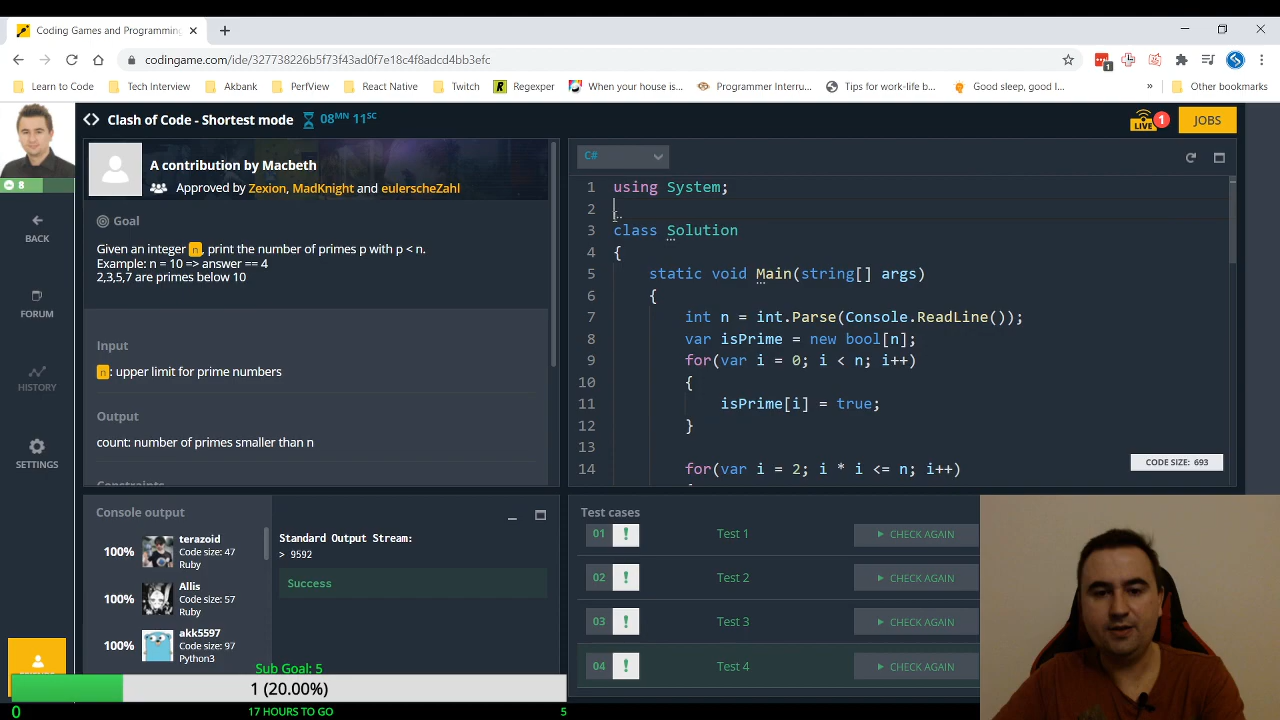 Coding Games and Programming
codingame.com/ide/327738226b5f73f43ad0f7e10e4f8adcd4bb3efc
1
Learn to Code
Tech Interview
Akbank
PerfView
React Native
Twitch
Regexper
When your house is...
Programmer Interru...
Tips for work-life b...
Good sleep, good l...
»
Other bookmarks
Clash of Code - Shortest mode
08MN 11SC
LIVE
1
JOBS
8
BACK
FORUM
HISTORY
SETTINGS
A contribution by Macbeth
Approved by Zexion, MadKnight and eulerscheZahl
Goal
Given an integer n, print the number of primes p with p < n.
Example: n = 10 => answer == 4
2,3,5,7 are primes below 10
Input
n: upper limit for prime numbers
Output
count: number of primes smaller than n
C#
1 using System;
2
3 class Solution
4 {
5 static void Main(string[] args)
6 {
7 int n = int.Parse(Console.ReadLine());
8 var isPrime = new bool[n];
9 for(var i = 0; i < n; i++)
10 {
11 isPrime[i] = true;
12 }
13
14 for(var i = 2; i * i <= n; i++)
CODE SIZE: 693
Console output
100%
terazoid
Code size: 47
Ruby
100%
Allis
Code size: 57
Ruby
100%
akk5597
Code size: 97
Python3
Standard Output Stream:
> 9592
Success
Test cases
01 ! Test 1 CHECK AGAIN
02 ! Test 2 CHECK AGAIN
03 ! Test 3 CHECK AGAIN
04 ! Test 4 CHECK AGAIN
Sub Goal: 5
1 (20.00%)
0
17 HOURS TO GO
5